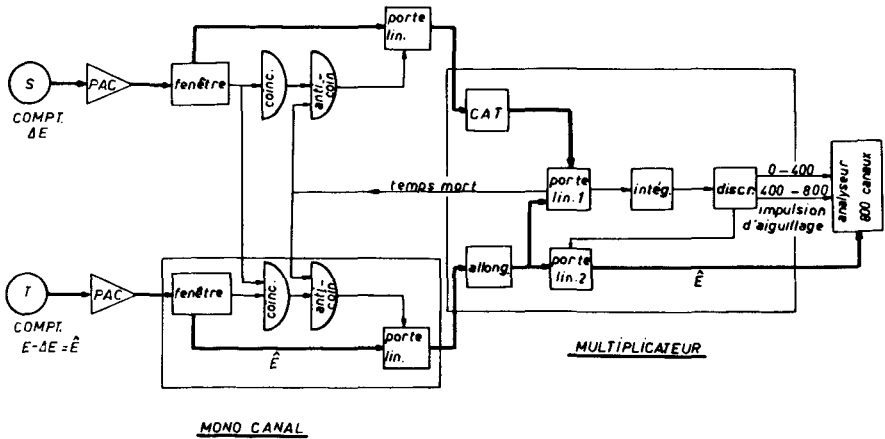 porte
lin.
S
PAC
fenêtre
coinc.
anti-
coin.
COMPT.
ΔE
CAT
temps mort
porte
lin. 1
intég.
discr.
0–400
400–800
impulsion
d'aiguillage
analyseur
800 canaux
allong.
porte
lin. 2
Ê
T
PAC
fenêtre
coinc.
anti-
coin.
COMPT.
E-ΔE = Ê
Ê
porte
lin.
MULTIPLICATEUR
MONO CANAL